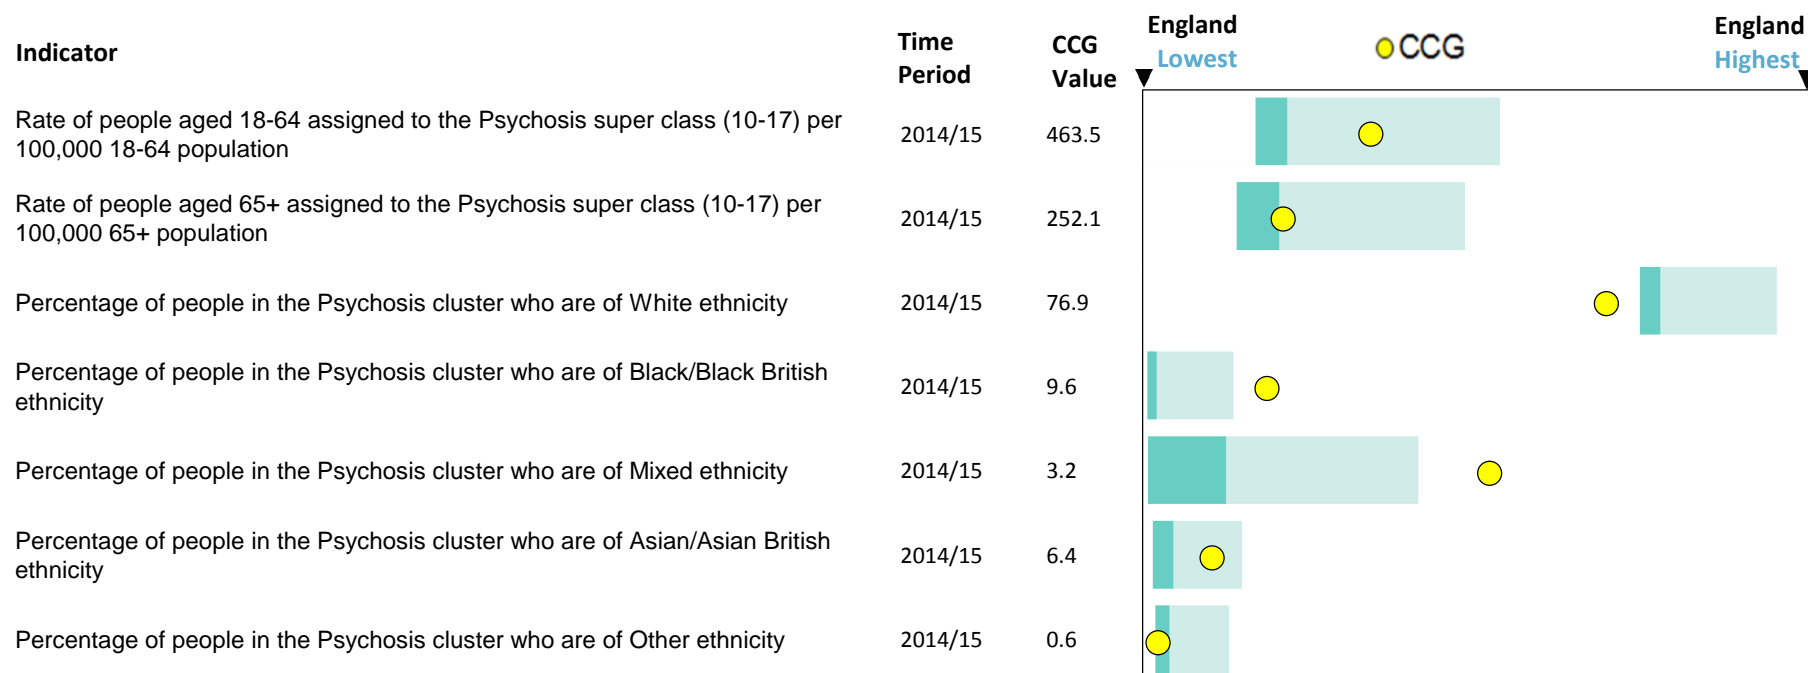 Indicator
Time
Period
CCG
Value
England
Lowest
CCG
England
Highest
Rate of people aged 18-64 assigned to the Psychosis super class (10-17) per
100,000 18-64 population
2014/15
463.5
Rate of people aged 65+ assigned to the Psychosis super class (10-17) per
100,000 65+ population
2014/15
252.1
Percentage of people in the Psychosis cluster who are of White ethnicity
2014/15
76.9
Percentage of people in the Psychosis cluster who are of Black/Black British
ethnicity
2014/15
9.6
Percentage of people in the Psychosis cluster who are of Mixed ethnicity
2014/15
3.2
Percentage of people in the Psychosis cluster who are of Asian/Asian British
ethnicity
2014/15
6.4
Percentage of people in the Psychosis cluster who are of Other ethnicity
2014/15
0.6